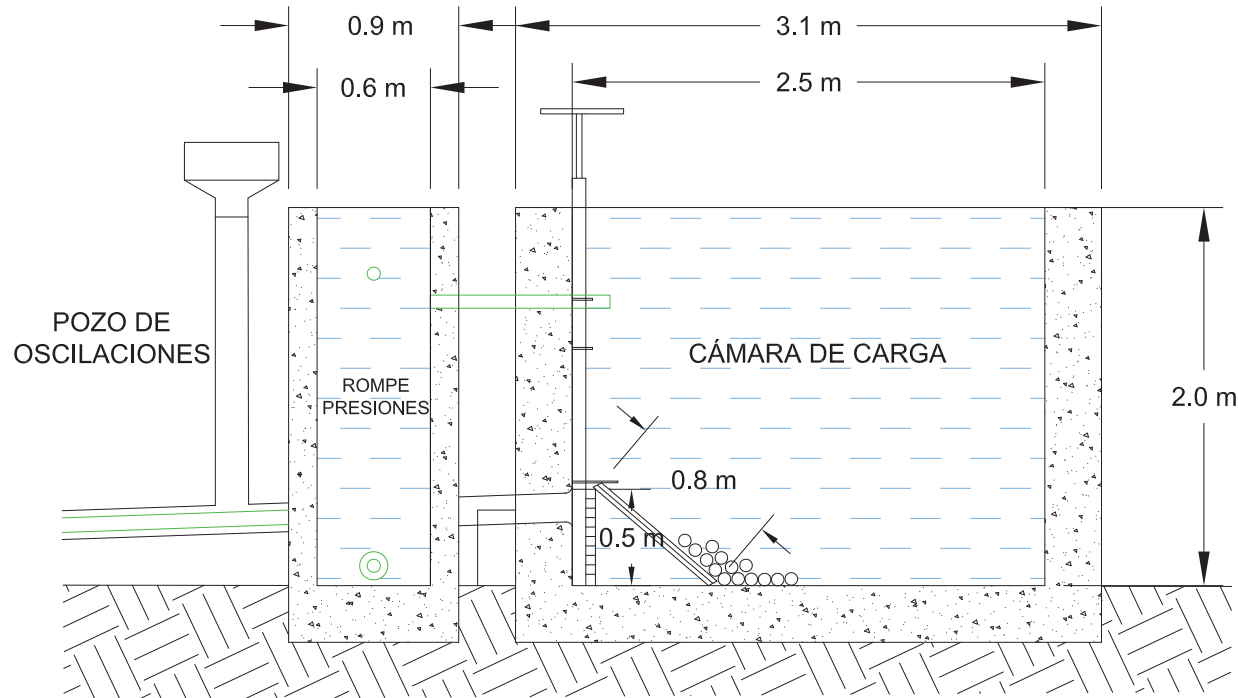 0.9 m
3.1 m
0.6 m
2.5 m
POZO DE
OSCILACIONES
ROMPE
PRESIONES
CÁMARA DE CARGA
2.0 m
0.8 m
0.5 m